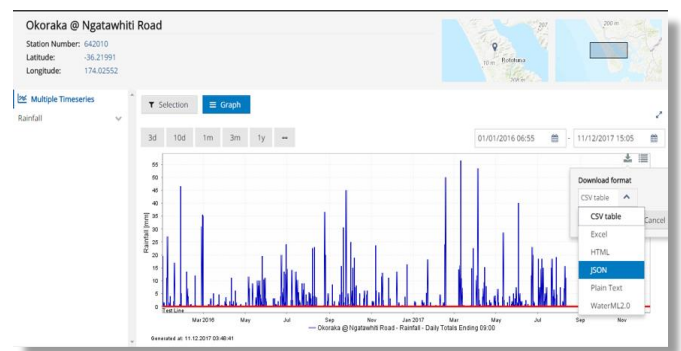 Okoraka @ Ngatawhiti Road
Station Number: 642010
Latitude: -36.21991
Longitude: 174.02552
10 m
Rototuna
200 m
200 m
Multiple Timeseries
Rainfall
Selection
Graph
3d 10d 1m 3m 1y
01/01/2016 06:55 - 11/12/2017 15:05
Download format
CSV table
Cancel
CSV table
Excel
HTML
JSON
Plain Text
WaterML2.0
Rainfall [mm]
55
50
45
40
35
30
25
20
15
10
5
0
Test Line
Mar 2016 May Jul Sep Nov Jan 2017 Mar May Jul Sep Nov
Okoraka @ Ngatawhiti Road - Rainfall - Daily Totals Ending 09:00
Generated at: 11.12.2017 03:48:41